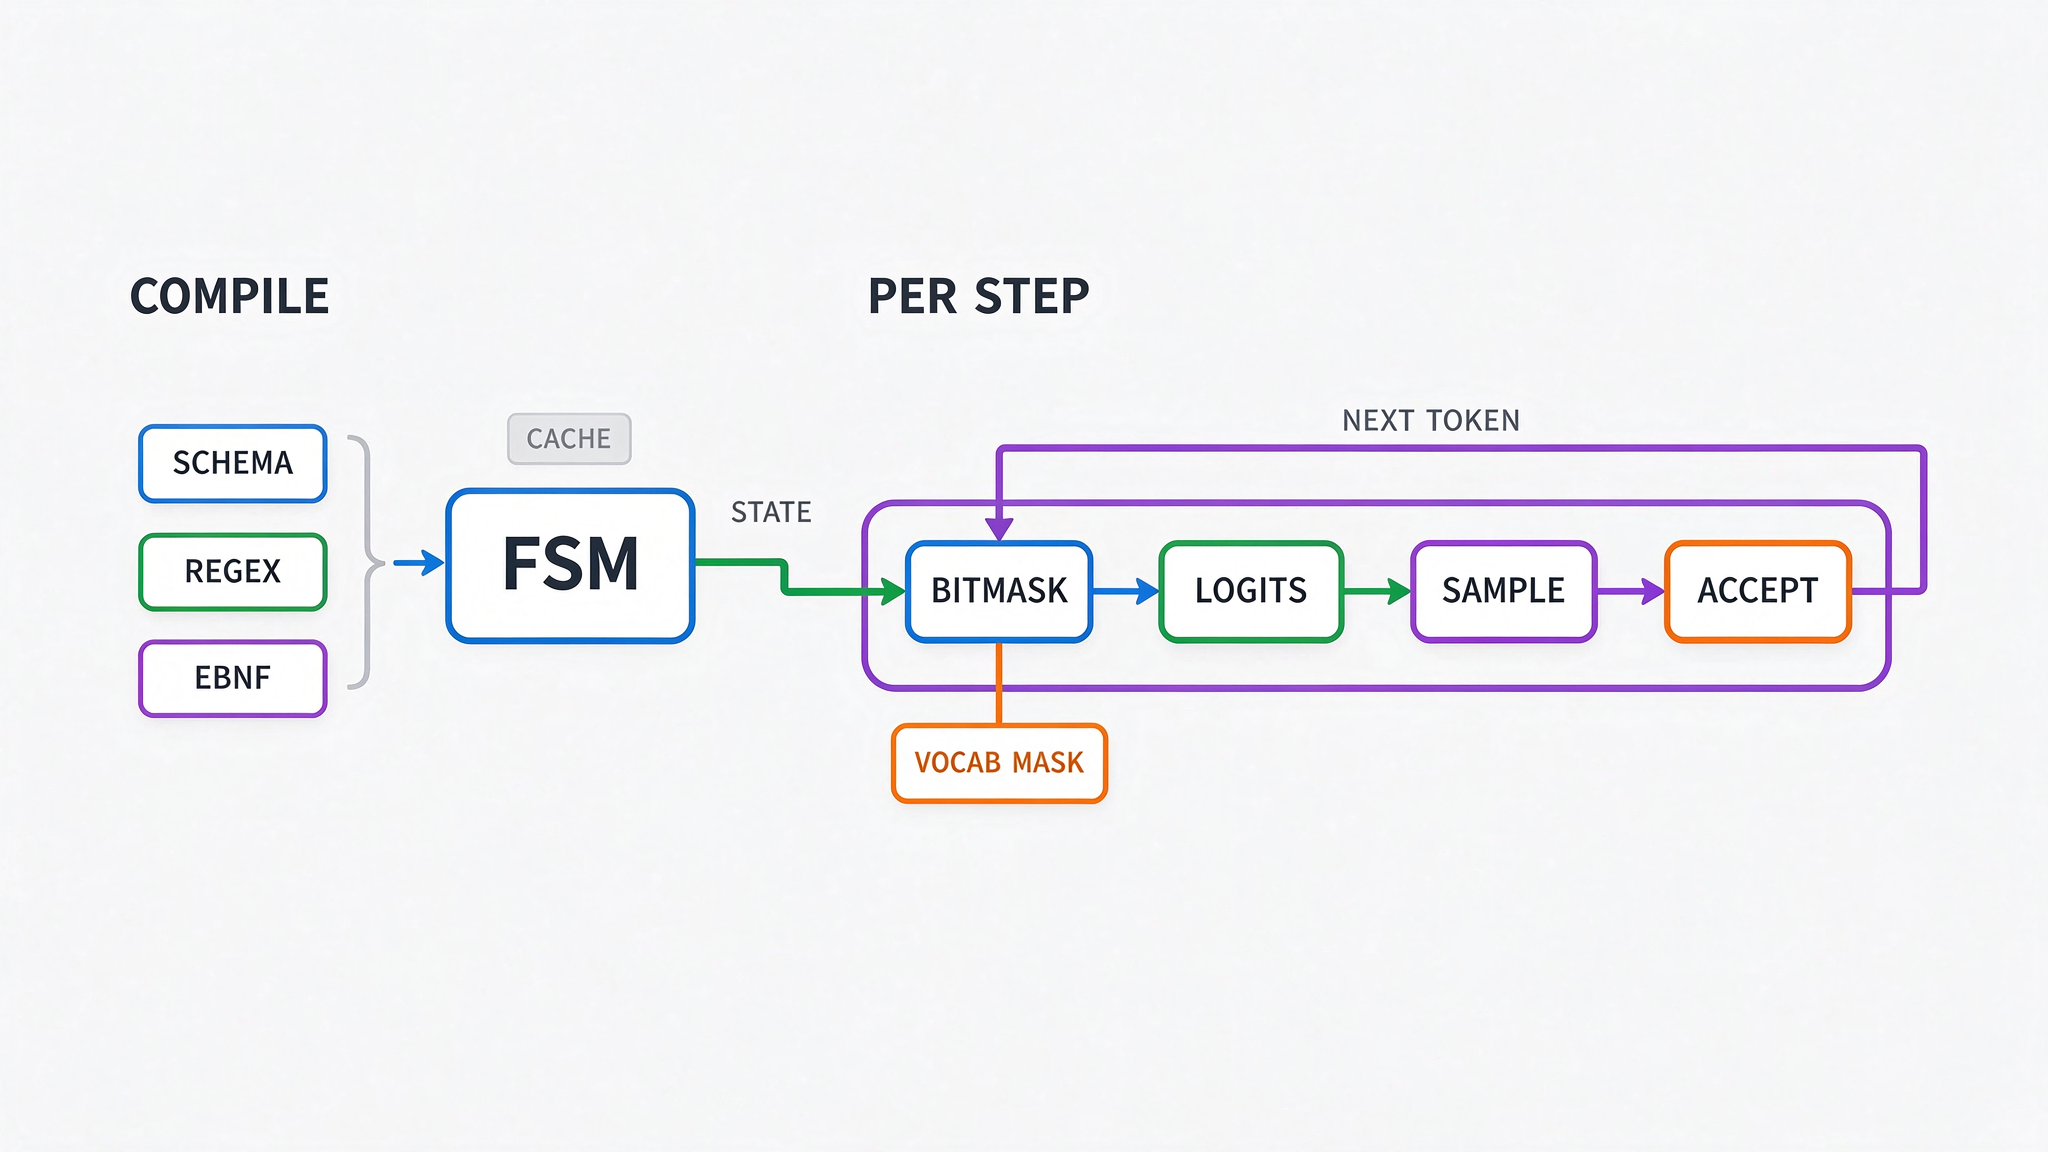 COMPILE
SCHEMA
REGEX
EBNF
CACHE
FSM
STATE
PER STEP
NEXT TOKEN
BITMASK
LOGITS
SAMPLE
ACCEPT
VOCAB MASK